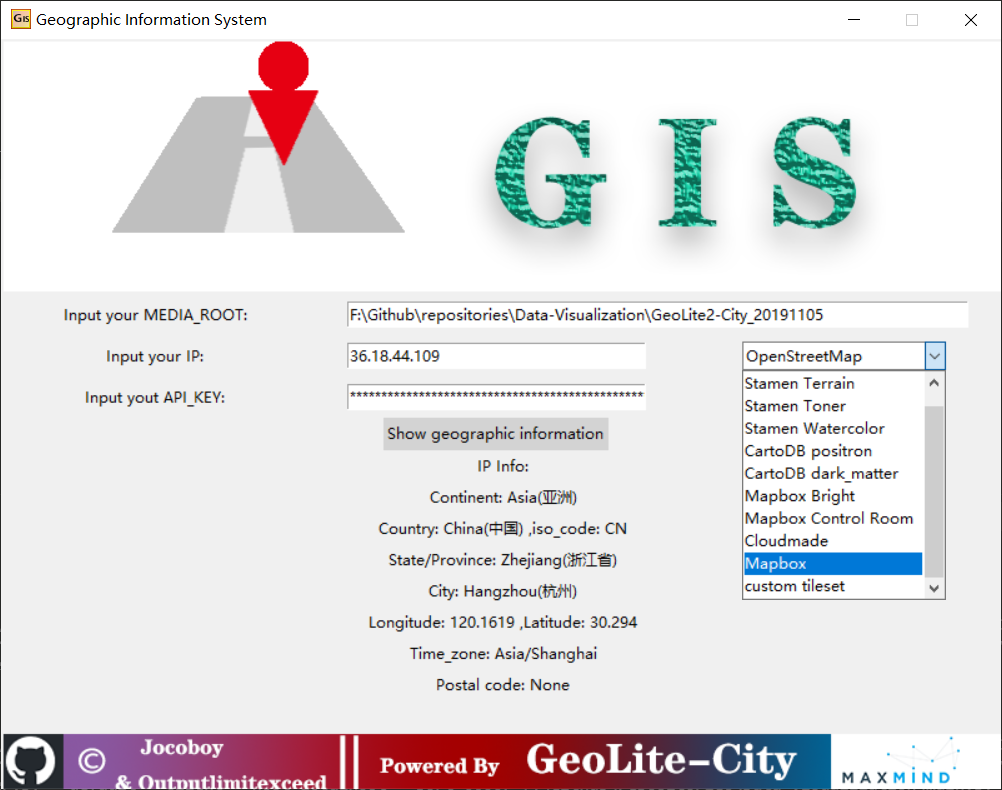 GIS Geographic Information System
G I S
Input your MEDIA_ROOT: F:\Github\repositories\Data-Visualization\GeoLite2-City_20191105
Input your IP: 36.18.44.109 OpenStreetMap
Input yout API_KEY: ***********************************************
Show geographic information
IP Info:
Continent: Asia(亚洲)
Country: China(中国) ,iso_code: CN
State/Province: Zhejiang(浙江省)
City: Hangzhou(杭州)
Longitude: 120.1619 ,Latitude: 30.294
Time_zone: Asia/Shanghai
Postal code: None
Stamen Terrain
Stamen Toner
Stamen Watercolor
CartoDB positron
CartoDB dark_matter
Mapbox Bright
Mapbox Control Room
Cloudmade
Mapbox
custom tileset
© Jocoboy
& Outputlimitexceed
Powered By GeoLite-City
MAXMIND